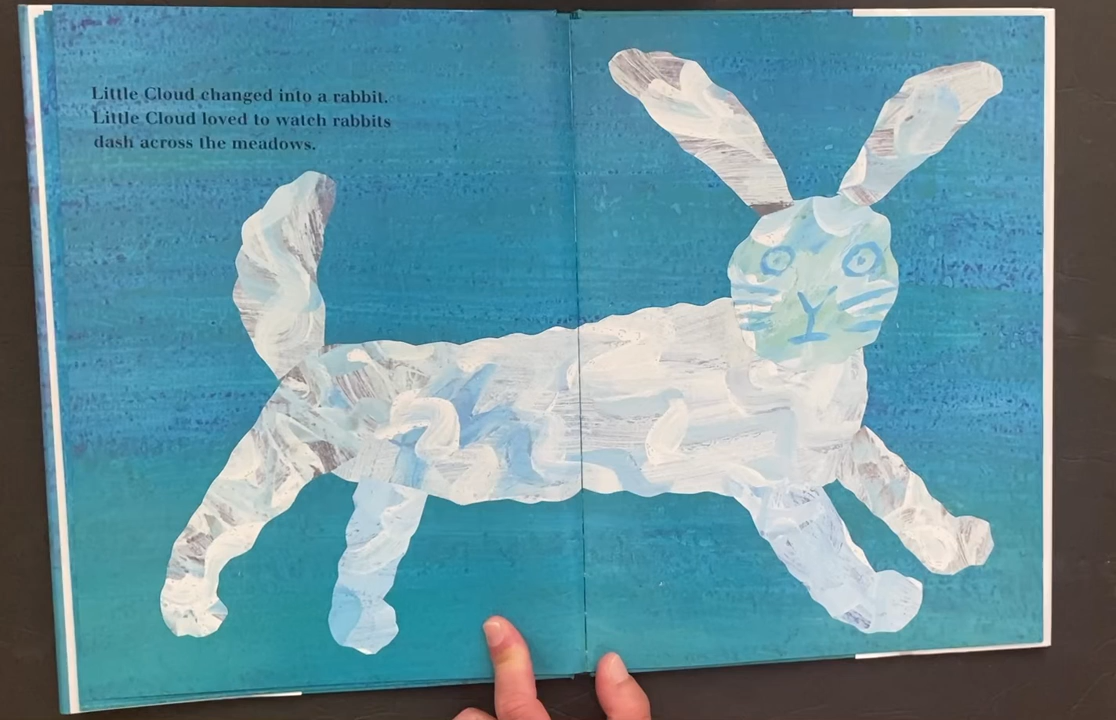 Little Cloud changed into a rabbit.
Little Cloud loved to watch rabbits
dash across the meadows.